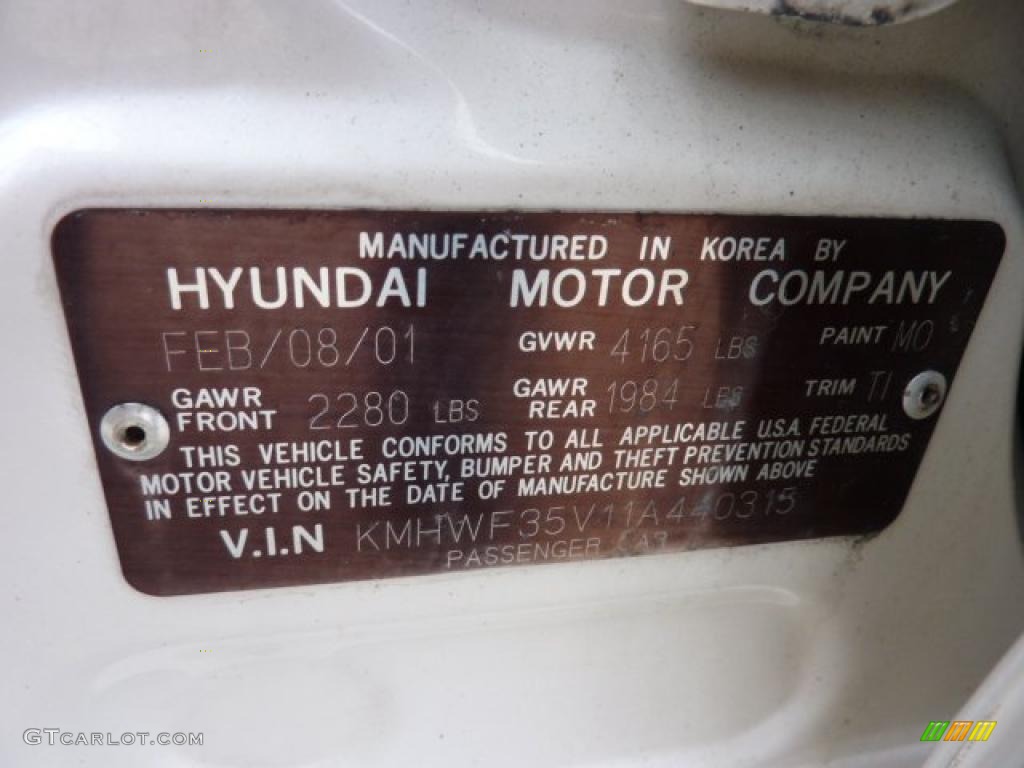 MANUFACTURED IN KOREA BY
HYUNDAI MOTOR COMPANY
FEB/08/01 GVWR 4165 LBS PAINT MO
GAWR FRONT 2280 LBS GAWR REAR 1984 LBS TRIM TI
THIS VEHICLE CONFORMS TO ALL APPLICABLE U.S.A. FEDERAL
MOTOR VEHICLE SAFETY, BUMPER AND THEFT PREVENTION STANDARDS
IN EFFECT ON THE DATE OF MANUFACTURE SHOWN ABOVE
V.I.N KMHWF35V11A440315
PASSENGER CAR
GTCARLOT.COM